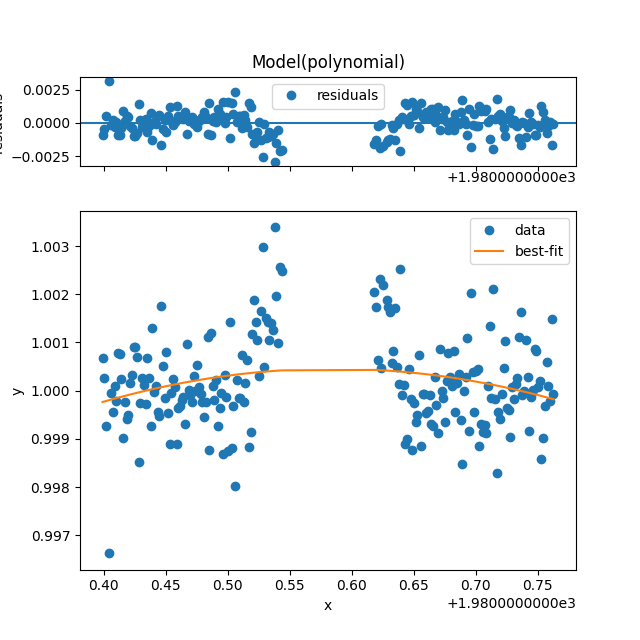 Model(polynomial)
residuals
0.0025
0.0000
−0.0025
residuals
+1.9800000000e3
data
best-fit
1.003
1.002
1.001
1.000
0.999
0.998
0.997
y
0.40
0.45
0.50
0.55
0.60
0.65
0.70
0.75
x
+1.9800000000e3